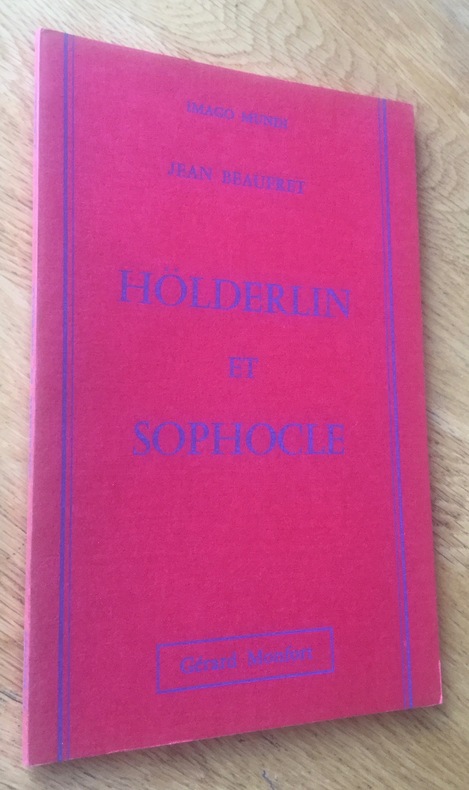 IMAGO MUNDI
JEAN BEAUFRET
HÖLDERLIN
ET
SOPHOCLE
Gérard Monfort